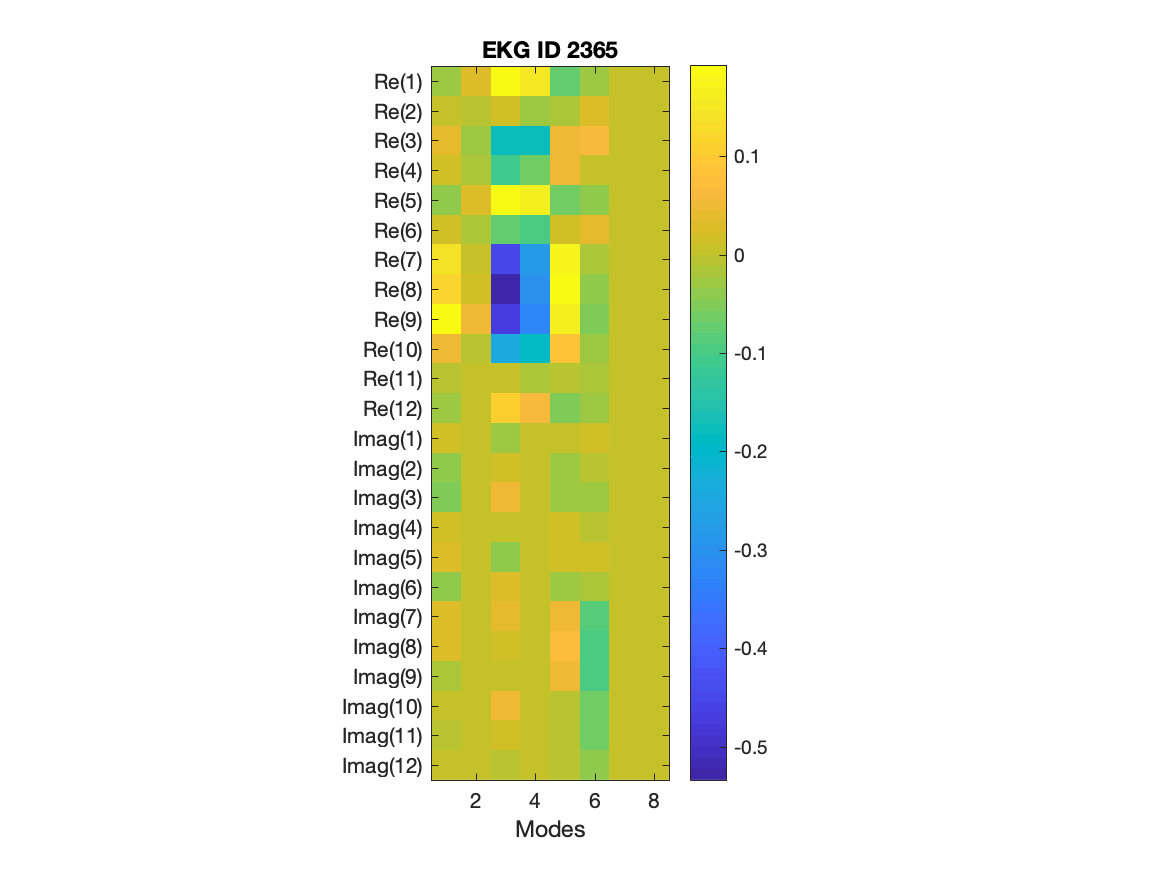 EKG ID 2365
Re(1)
Re(2)
Re(3)
Re(4)
Re(5)
Re(6)
Re(7)
Re(8)
Re(9)
Re(10)
Re(11)
Re(12)
Imag(1)
Imag(2)
Imag(3)
Imag(4)
Imag(5)
Imag(6)
Imag(7)
Imag(8)
Imag(9)
Imag(10)
Imag(11)
Imag(12)
2 4 6 8
Modes
0.1
0
-0.1
-0.2
-0.3
-0.4
-0.5